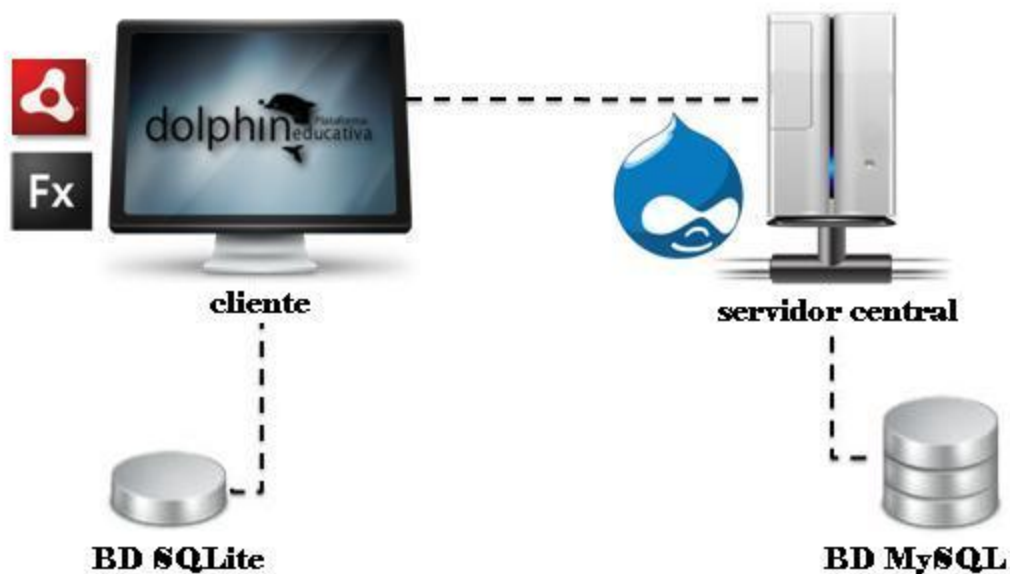 Fx
dolphin
Plataforma
educativa
cliente
servidor central
BD SQLite
BD MySQL